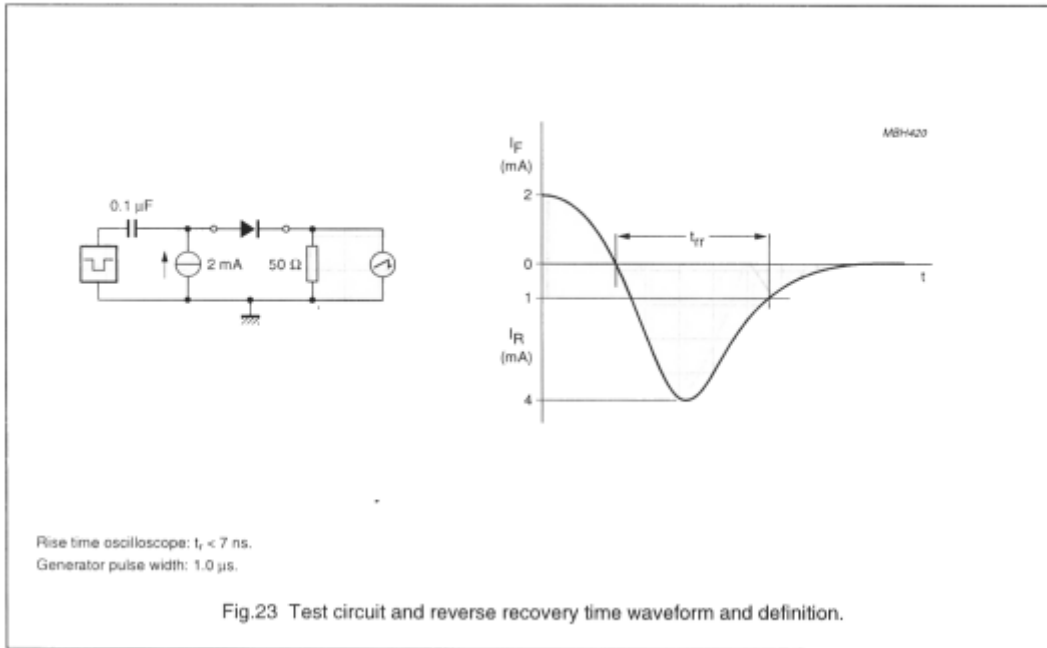 MBH420
I_F
(mA)
2
0.1 µF
t_rr
2 mA
50 Ω
0
t
1
I_R
(mA)
4
Rise time oscilloscope: t_r < 7 ns.
Generator pulse width: 1.0 µs.
Fig.23 Test circuit and reverse recovery time waveform and definition.